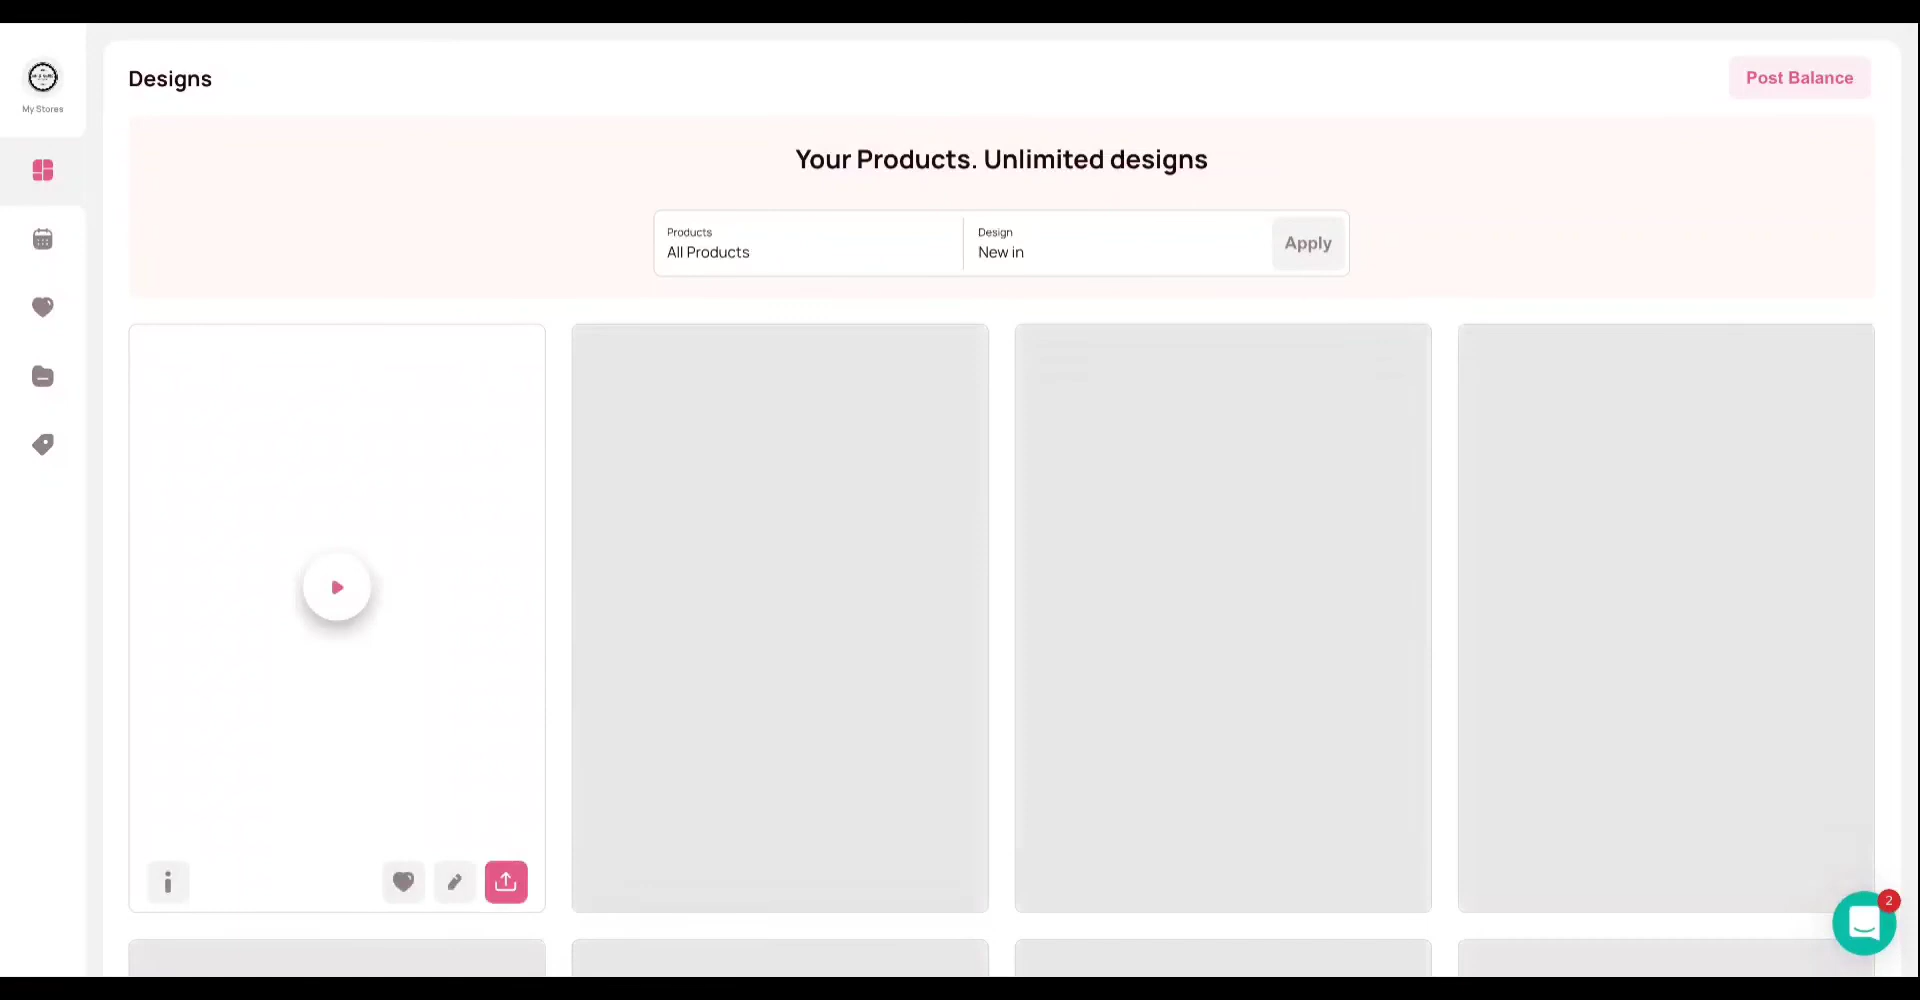 My Stores
Designs
Post Balance
Your Products. Unlimited designs
Products
All Products
Design
New in
Apply
2